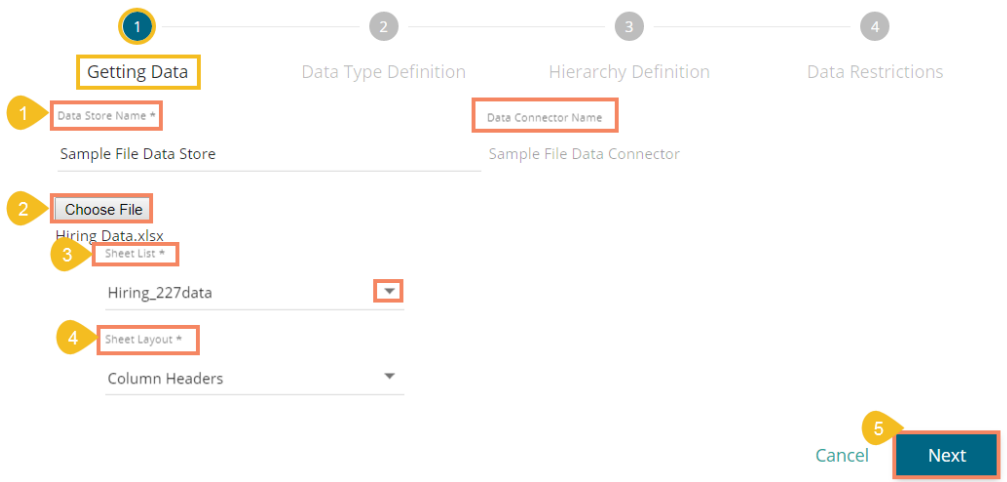 1 2 3 4
Getting Data Data Type Definition Hierarchy Definition Data Restrictions
1 Data Store Name * Data Connector Name
Sample File Data Store Sample File Data Connector
2 Choose File
Hiring Data.xlsx
3 Sheet List *
Hiring_227data
4 Sheet Layout *
Column Headers
5
Cancel Next